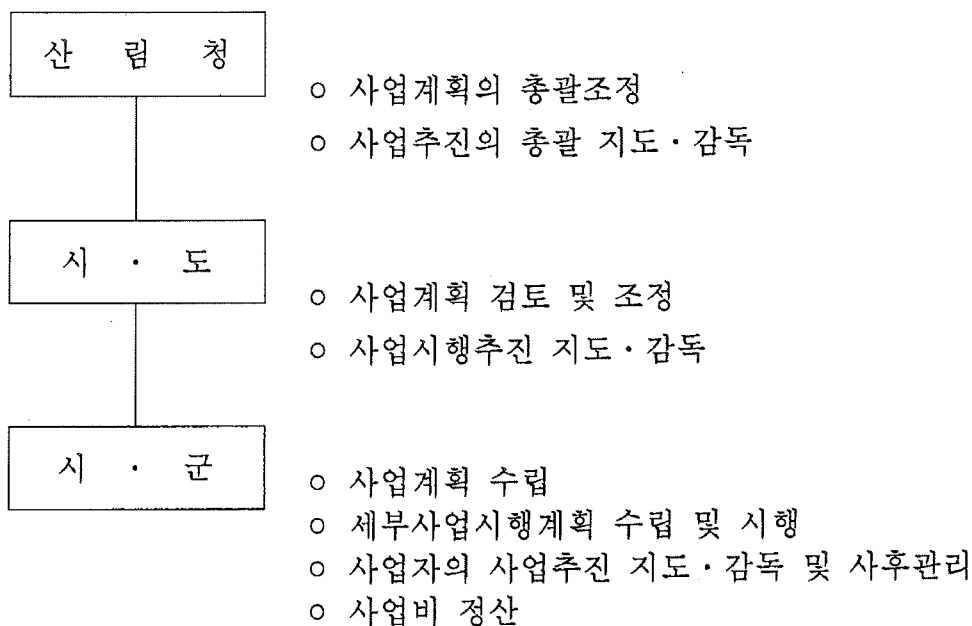 산 림 청
ㅇ 사업계획의 총괄조정
ㅇ 사업추진의 총괄 지도·감독
시 · 도
ㅇ 사업계획 검토 및 조정
ㅇ 사업시행추진 지도·감독
시 · 군
ㅇ 사업계획 수립
ㅇ 세부사업시행계획 수립 및 시행
ㅇ 사업자의 사업추진 지도·감독 및 사후관리
ㅇ 사업비 정산